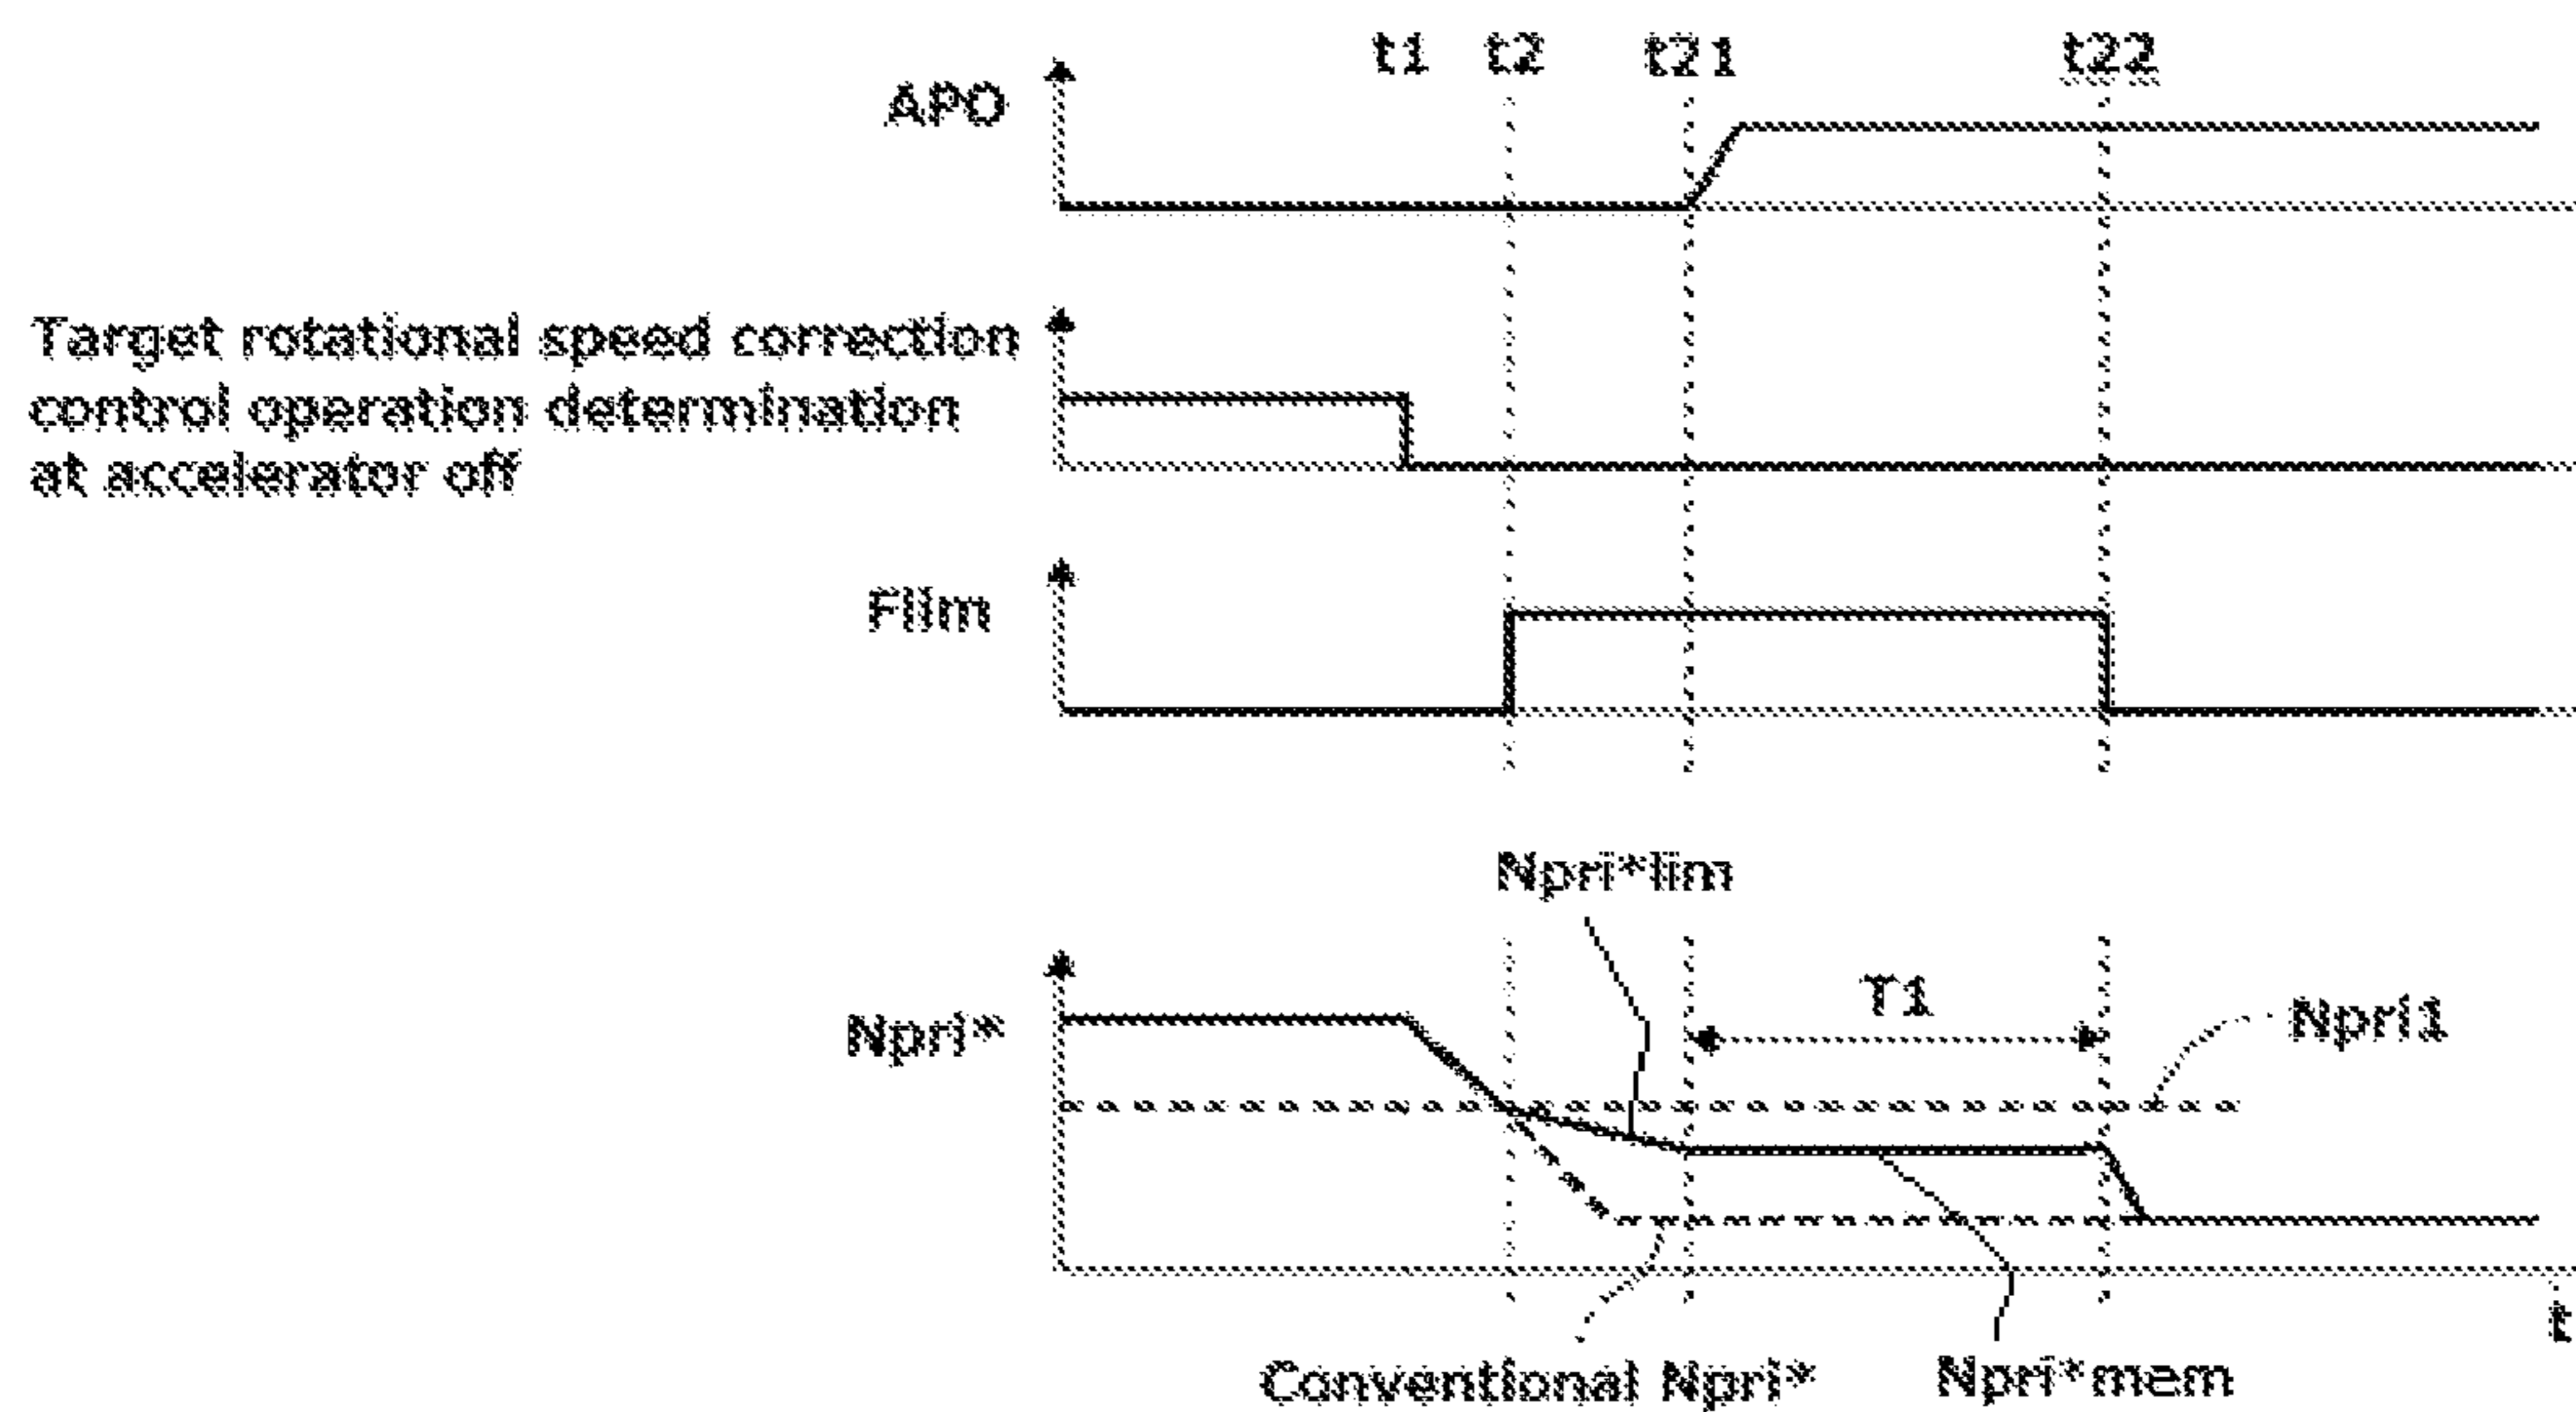 t1 t2 t21 t22
APO
Target rotational speed correction
control operation determination
at accelerator off
Flim
Npri*lim
T1
Npri1
Npri*
Conventional Npri*
Npri*mem
t